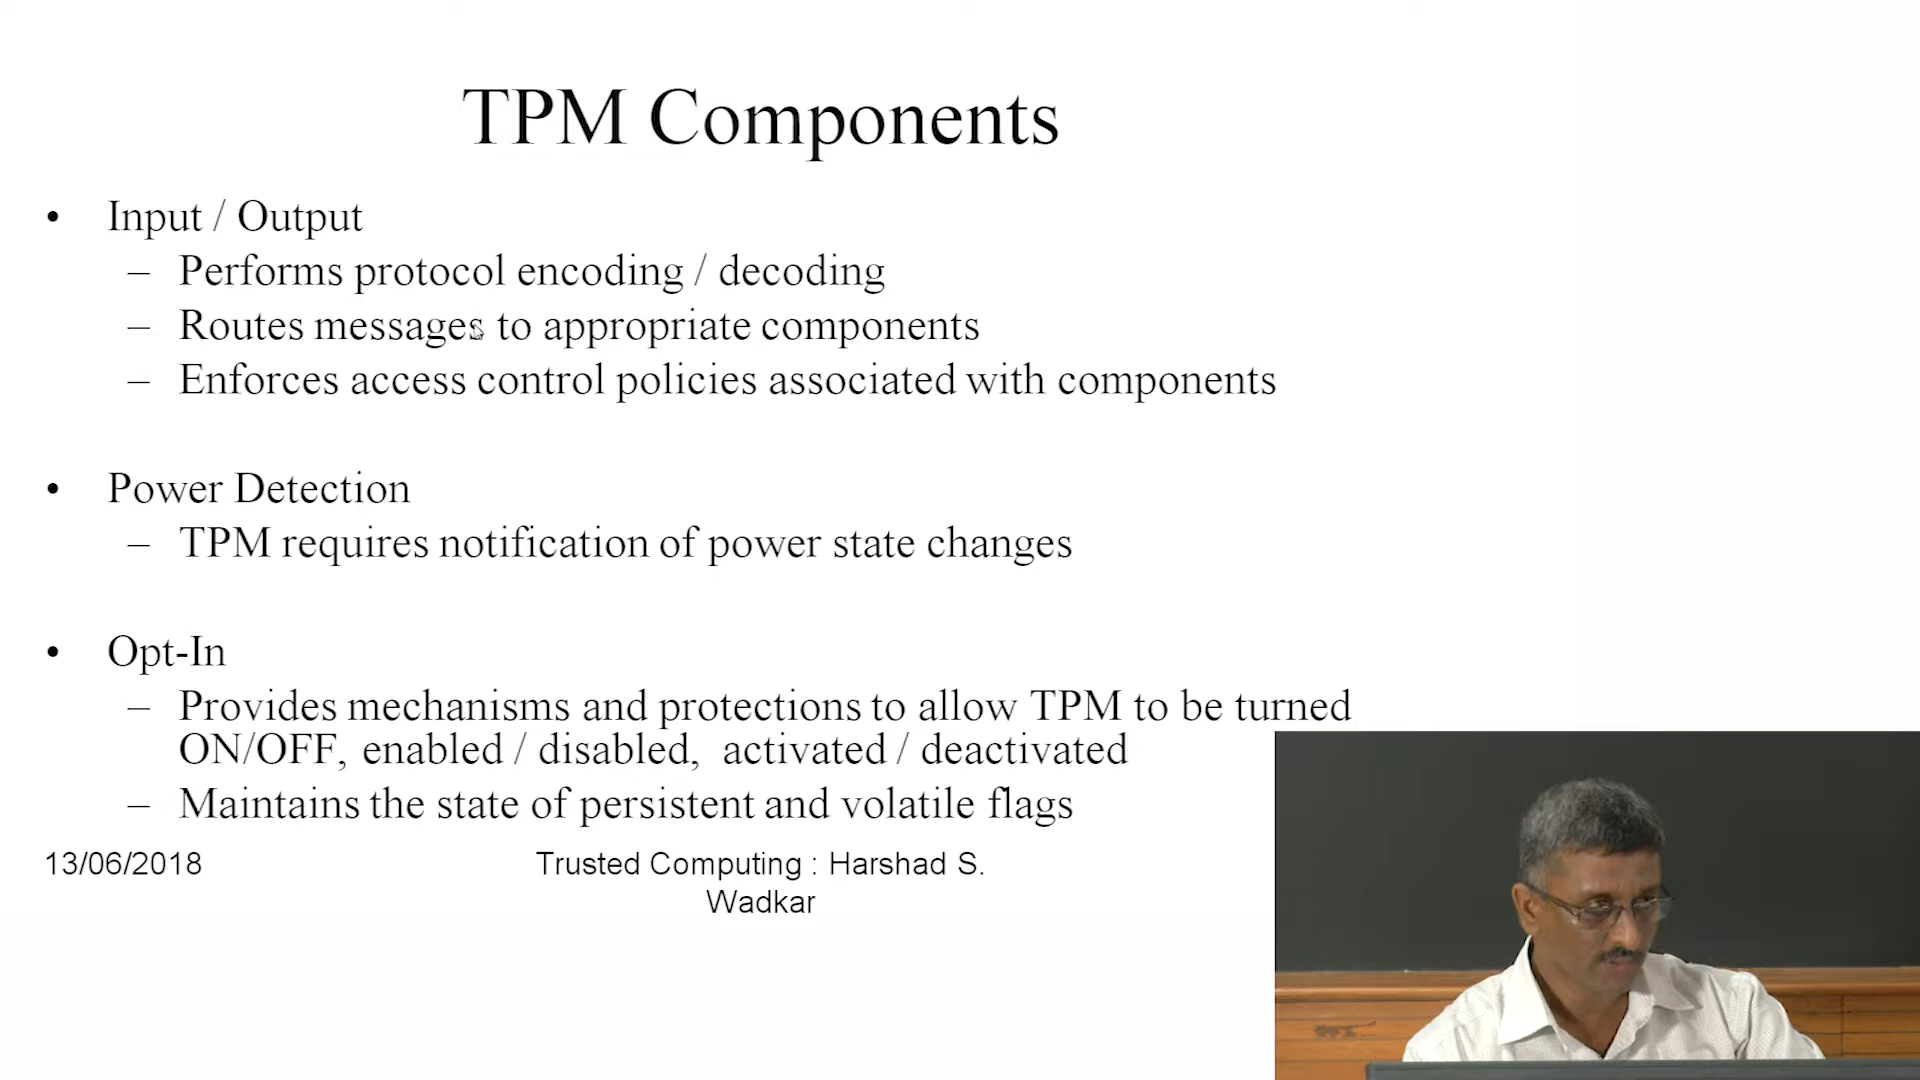 TPM Components
• Input / Output
– Performs protocol encoding / decoding
– Routes messages to appropriate components
– Enforces access control policies associated with components
• Power Detection
– TPM requires notification of power state changes
• Opt-In
– Provides mechanisms and protections to allow TPM to be turned
ON/OFF, enabled / disabled, activated / deactivated
– Maintains the state of persistent and volatile flags
13/06/2018
Trusted Computing : Harshad S.
Wadkar